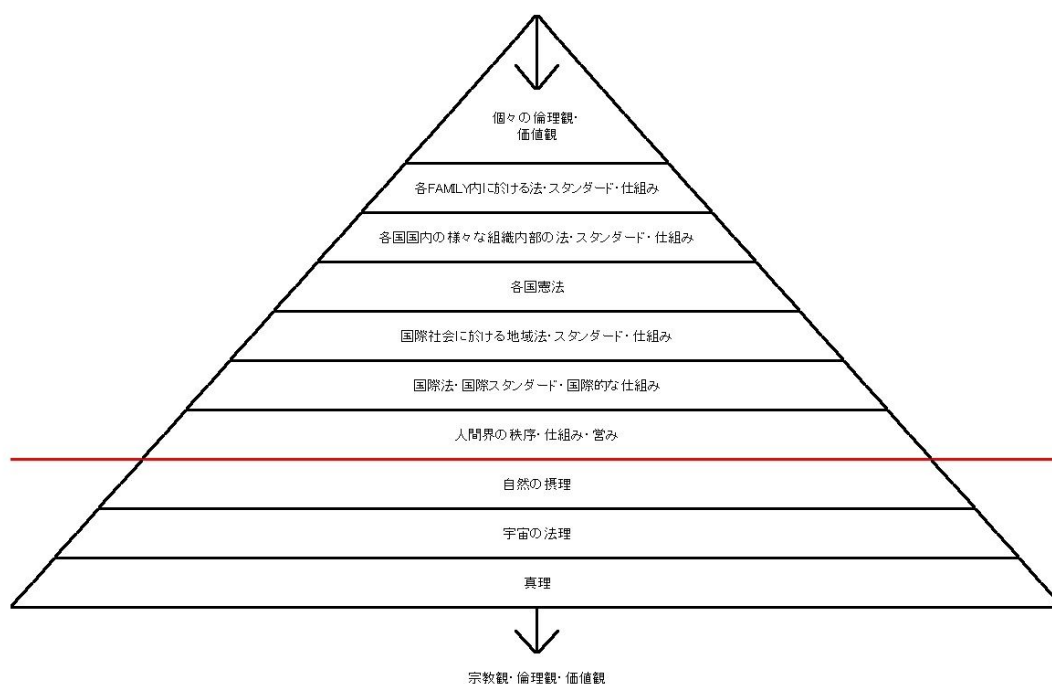 個々の倫理観・
価値観
各FAMILY内に於ける法・スタンダード・仕組み
各国国内の様々な組織内部の法・スタンダード・仕組み
各国憲法
国際社会に於ける地域法・スタンダード・仕組み
国際法・国際スタンダード・国際的な仕組み
人間界の秩序・仕組み・営み
自然の摂理
宇宙の法理
真理
宗教観・倫理観・価値観